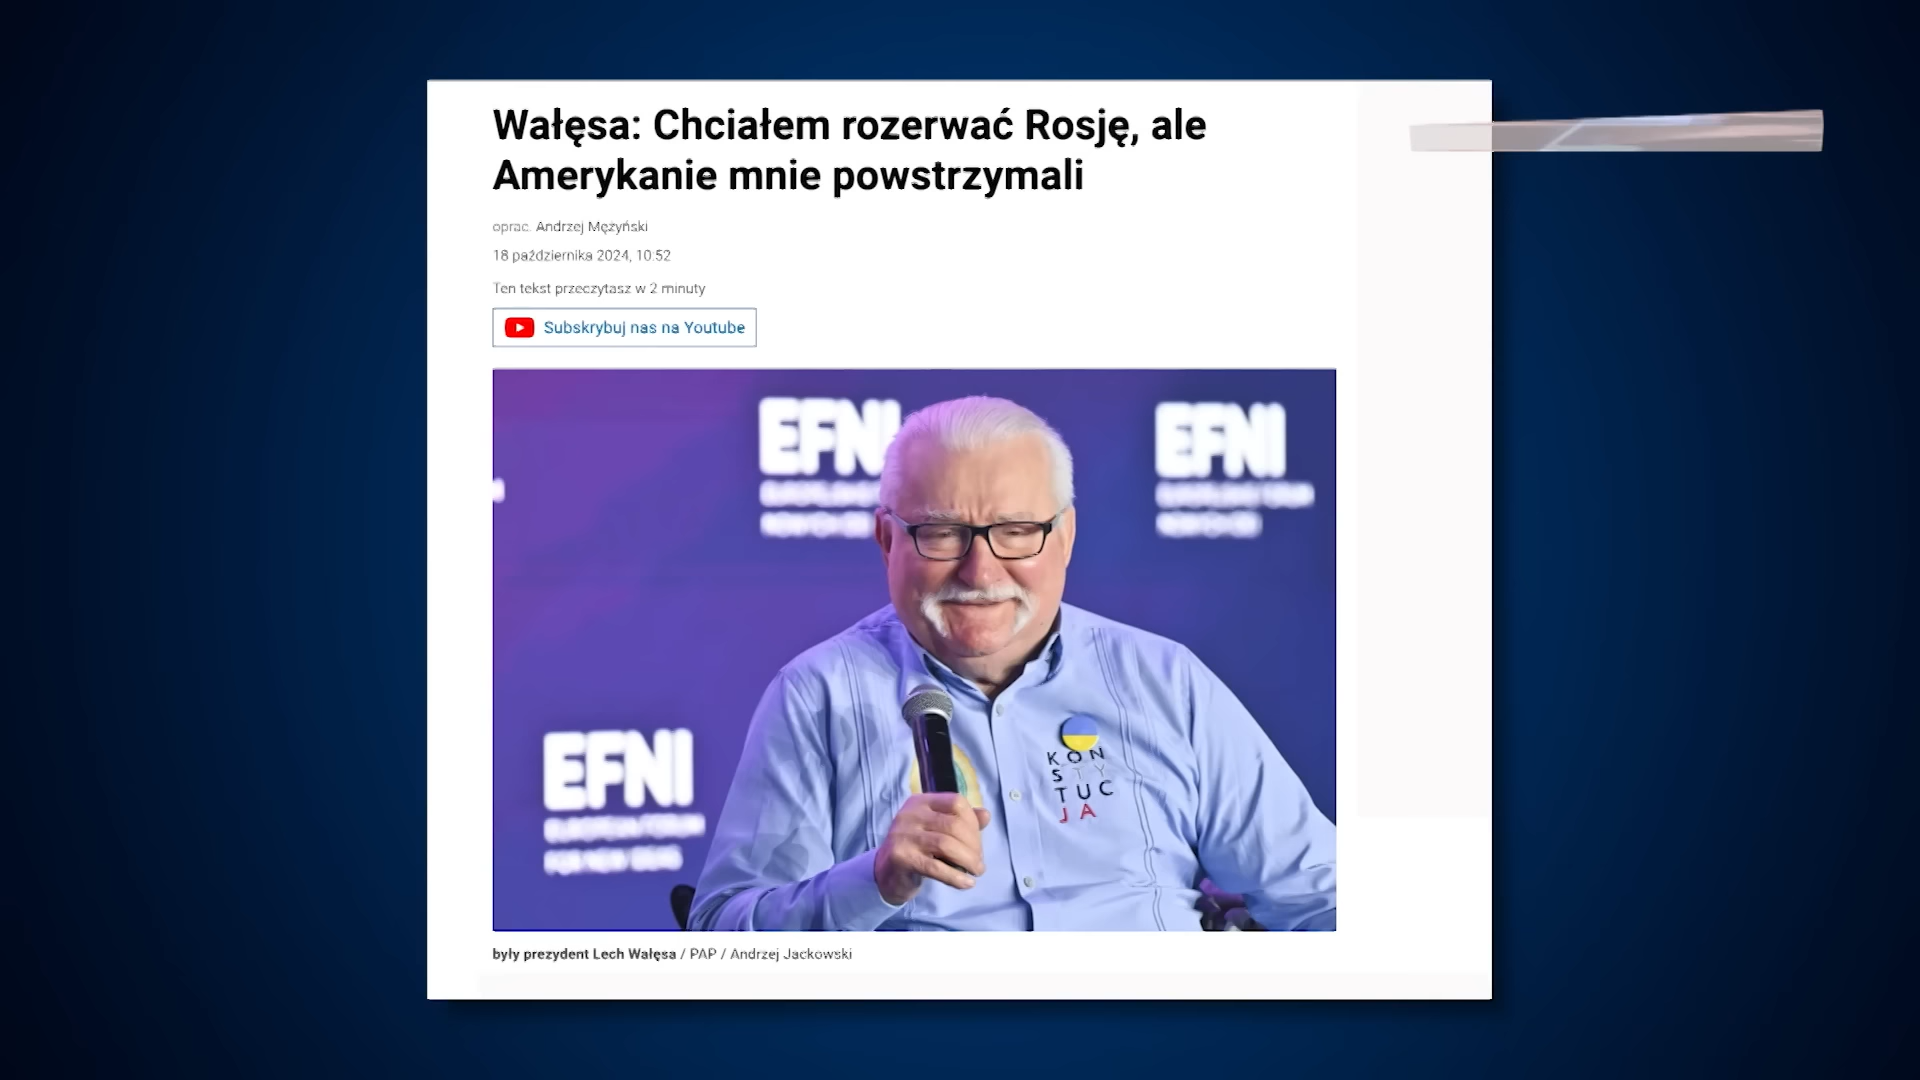 Wałęsa: Chciałem rozerwać Rosję, ale
Amerykanie mnie powstrzymali
oprac. Andrzej Mężyński
18 października 2024, 10:52
Ten tekst przeczytasz w 2 minuty
Subskrybuj nas na Youtube
EFNI
EFNI
EFNI
KON
STY
TUC
JA
były prezydent Lech Wałęsa / PAP / Andrzej Jackowski